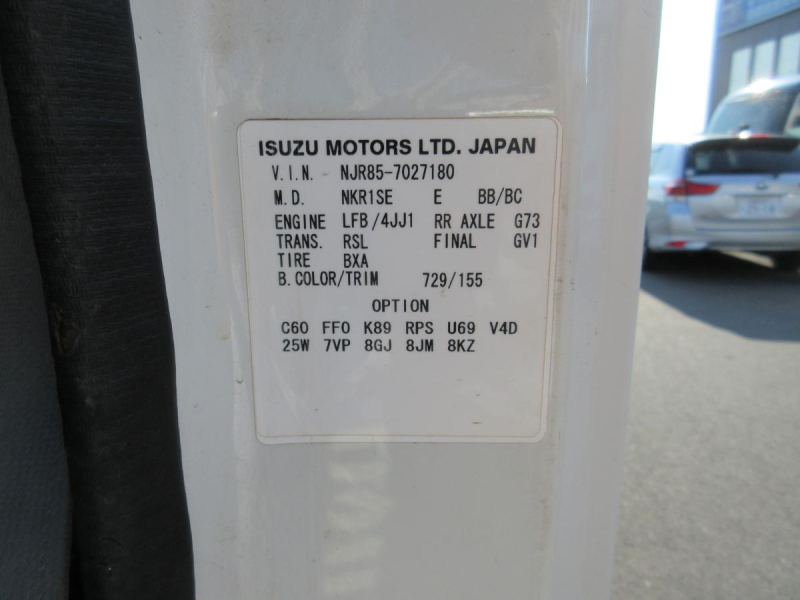 ISUZU MOTORS LTD. JAPAN
V.I.N. NJR85-7027180
M.D. NKR1SE E BB/BC
ENGINE LFB/4JJ1 RR AXLE G73
TRANS. RSL FINAL GV1
TIRE BXA
B.COLOR/TRIM 729/155
OPTION
C60 FF0 K89 RPS U69 V4D
25W 7VP 8GJ 8JM 8KZ